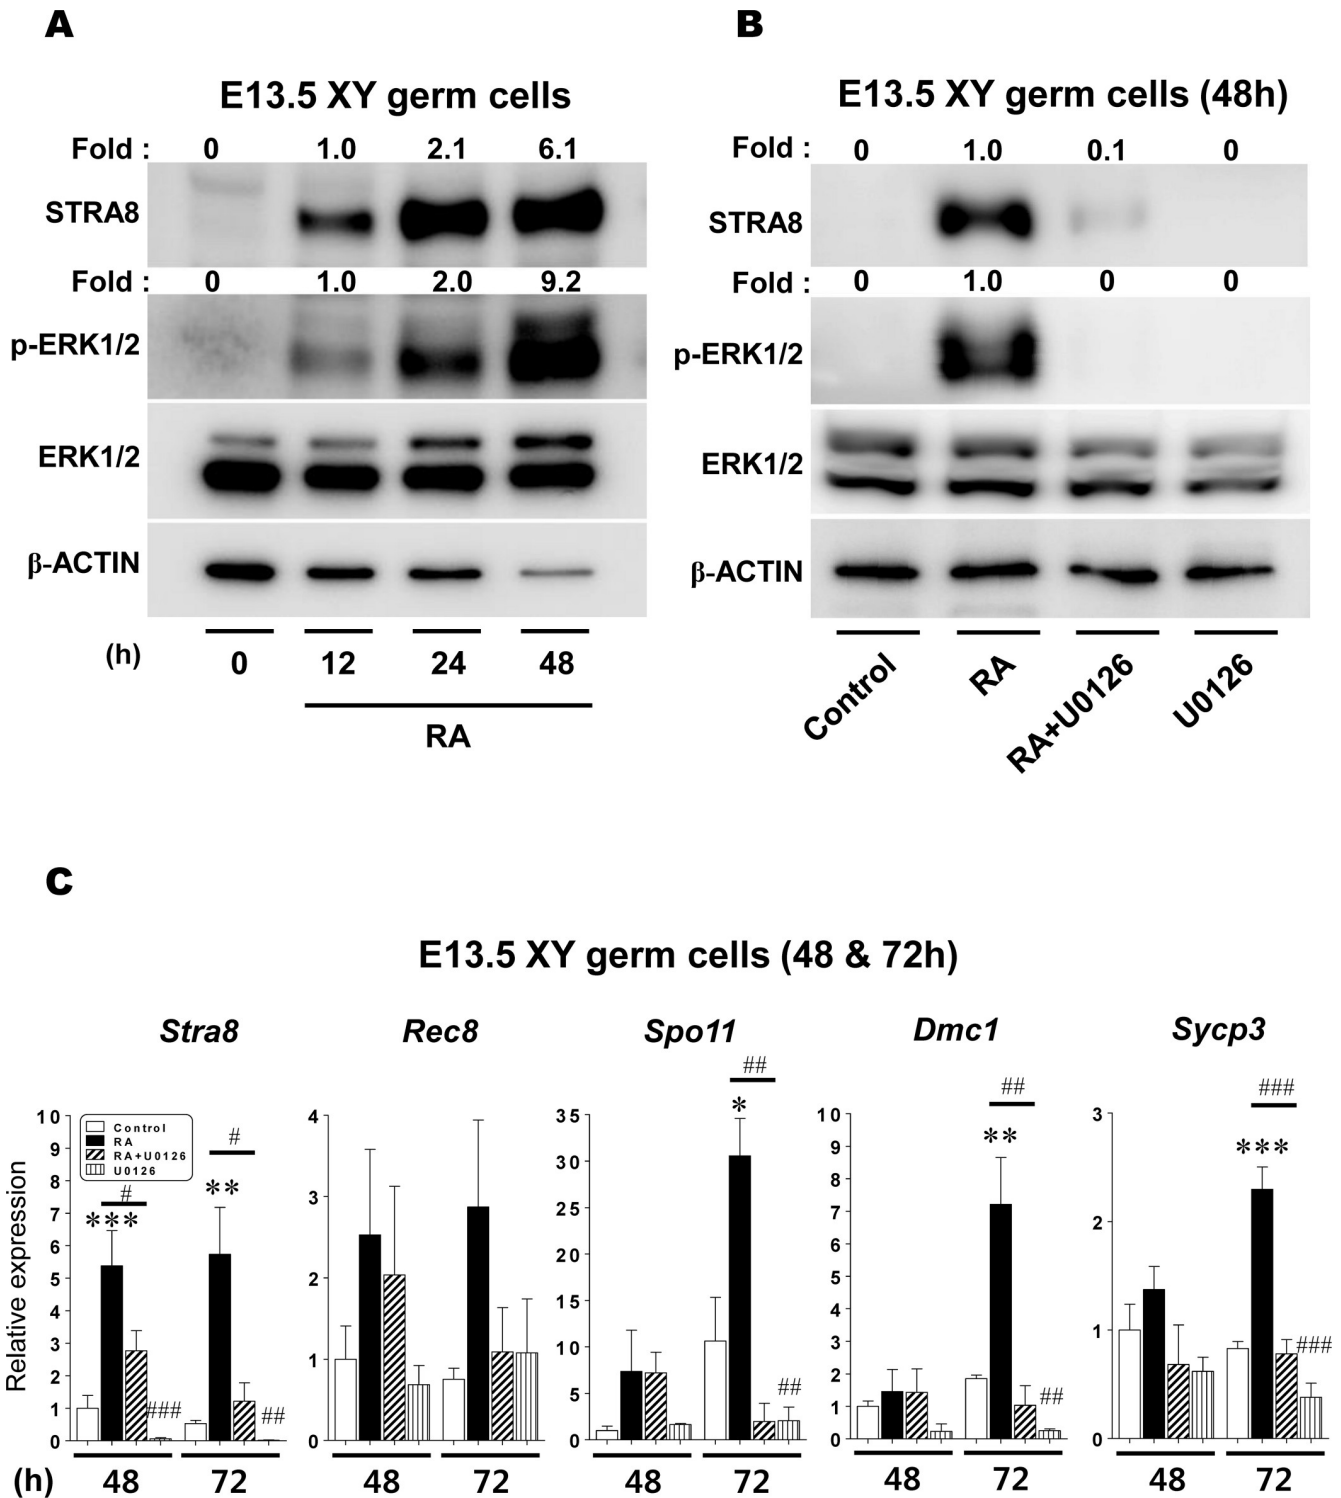 A
E13.5 XY germ cells
Fold : 0 1.0 2.1 6.1
STRA8
Fold : 0 1.0 2.0 9.2
p-ERK1/2
ERK1/2
β-ACTIN
(h) 0 12 24 48
RA
B
E13.5 XY germ cells (48h)
Fold : 0 1.0 0.1 0
STRA8
Fold : 0 1.0 0 0
p-ERK1/2
ERK1/2
β-ACTIN
Control RA RA+U0126 U0126
C
E13.5 XY germ cells (48 & 72h)
Relative expression
Stra8
10
9
8
7
6
5
4
3
2
1
0
Control
RA
RA+U0126
U0126
#
***
###
#
**
##
(h) 48 72
Rec8
4
3
2
1
0
48 72
Spo11
35
30
25
20
15
10
5
0
##
*
##
48 72
Dmc1
10
9
8
7
6
5
4
3
2
1
0
##
**
##
48 72
Sycp3
3
2
1
0
###
***
###
48 72